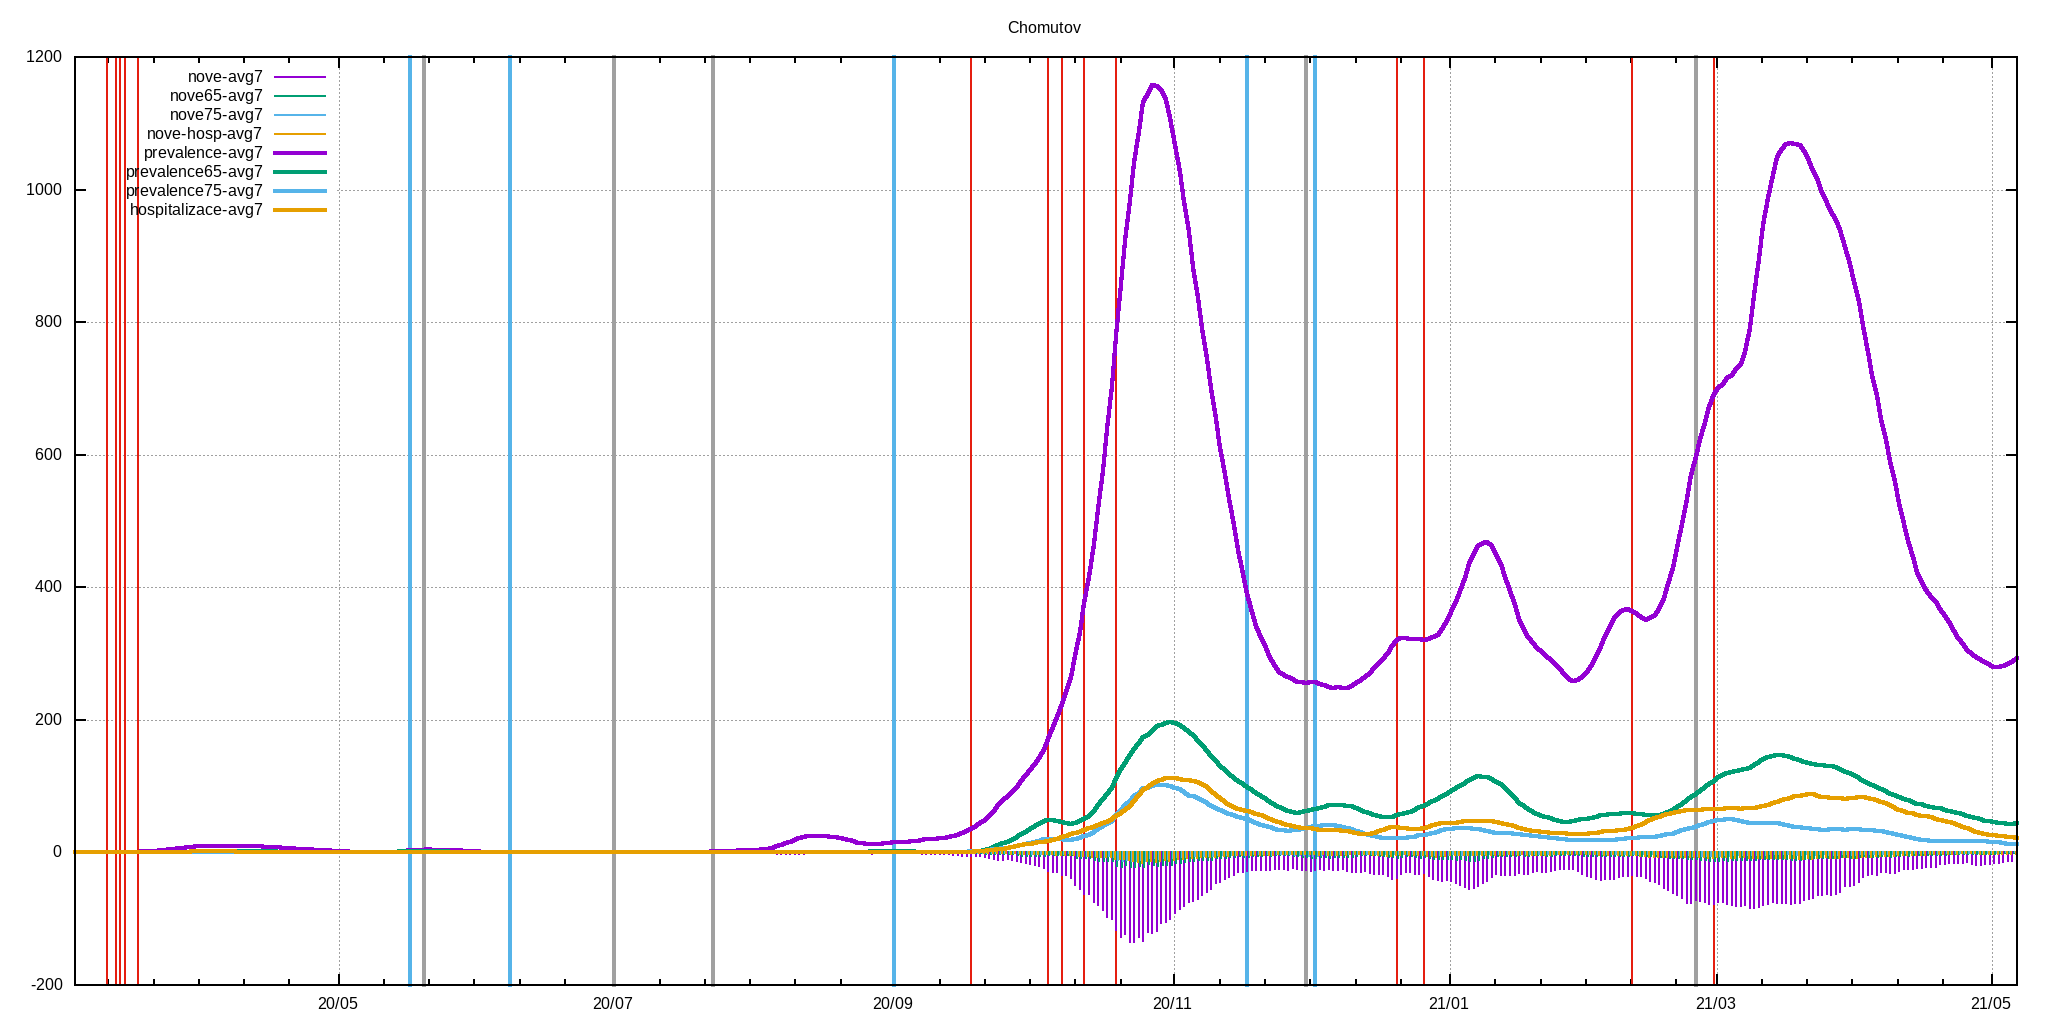 Chomutov
1200
1000
800
600
400
200
0
-200
nove-avg7
nove65-avg7
nove75-avg7
nove-hosp-avg7
prevalence-avg7
prevalence65-avg7
prevalence75-avg7
hospitalizace-avg7
20/05 20/07 20/09 20/11 21/01 21/03 21/05